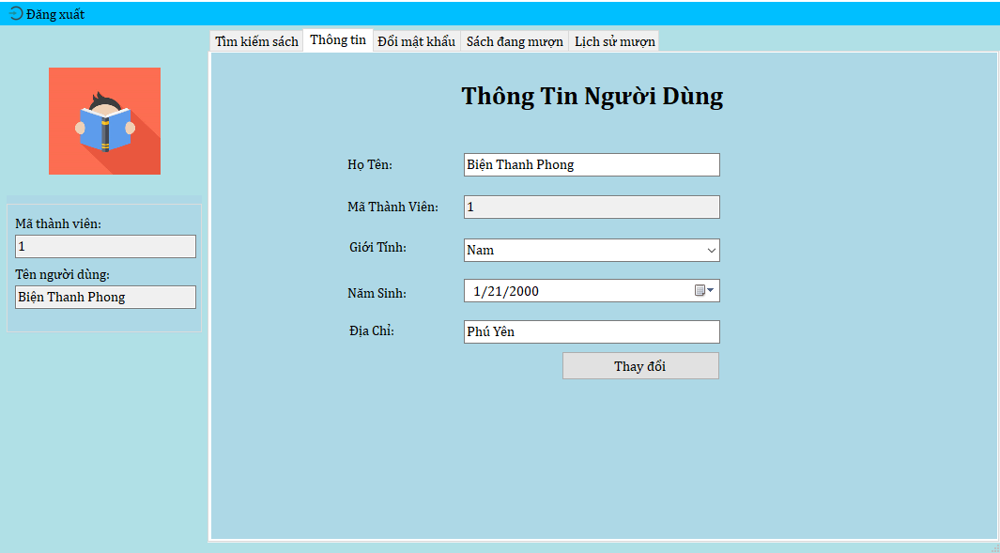 Đăng xuất
Tìm kiếm sách Thông tin Đổi mật khẩu Sách đang mượn Lịch sử mượn
Thông Tin Người Dùng
Họ Tên: Biện Thanh Phong
Mã Thành Viên: 1
Giới Tính: Nam
Năm Sinh: 1/21/2000
Địa Chỉ: Phú Yên
Thay đổi
Mã thành viên:
1
Tên người dùng:
Biện Thanh Phong